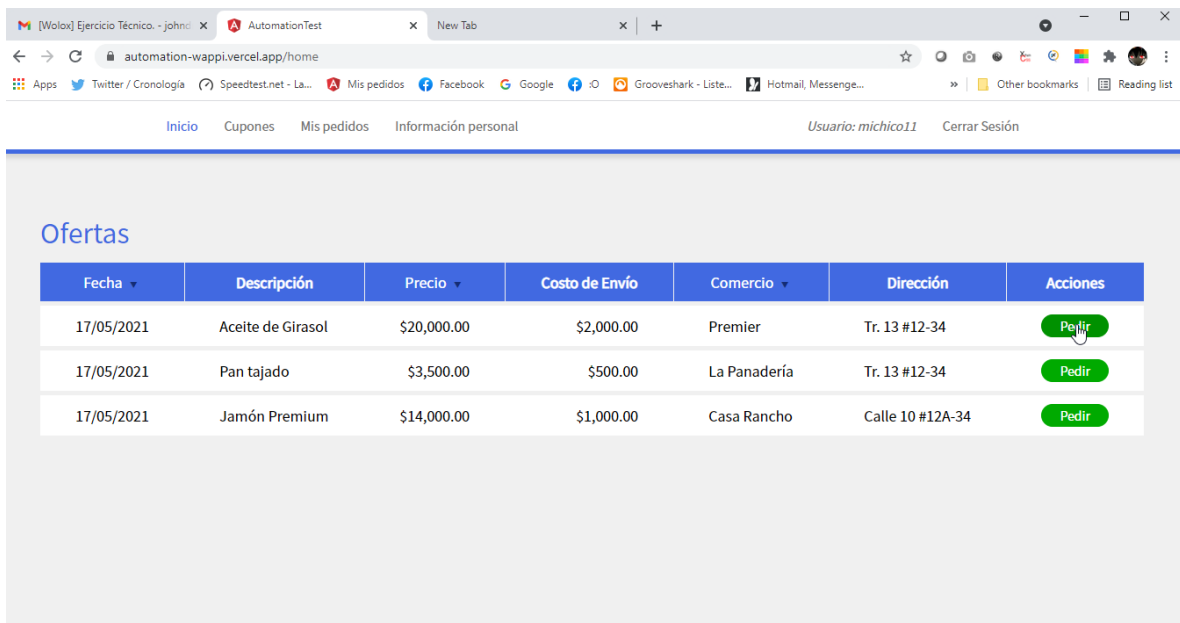 [Wolox] Ejercicio Técnico. - johnd AutomationTest New Tab
automation-wappi.vercel.app/home
Apps Twitter / Cronología Speedtest.net - La... Mis pedidos Facebook Google :O Grooveshark - Liste... Hotmail, Messenge... » Other bookmarks Reading list
Inicio Cupones Mis pedidos Información personal Usuario: michico11 Cerrar Sesión
Ofertas
Fecha Descripción Precio Costo de Envío Comercio Dirección Acciones
17/05/2021 Aceite de Girasol $20,000.00 $2,000.00 Premier Tr. 13 #12-34 Pedir
17/05/2021 Pan tajado $3,500.00 $500.00 La Panadería Tr. 13 #12-34 Pedir
17/05/2021 Jamón Premium $14,000.00 $1,000.00 Casa Rancho Calle 10 #12A-34 Pedir